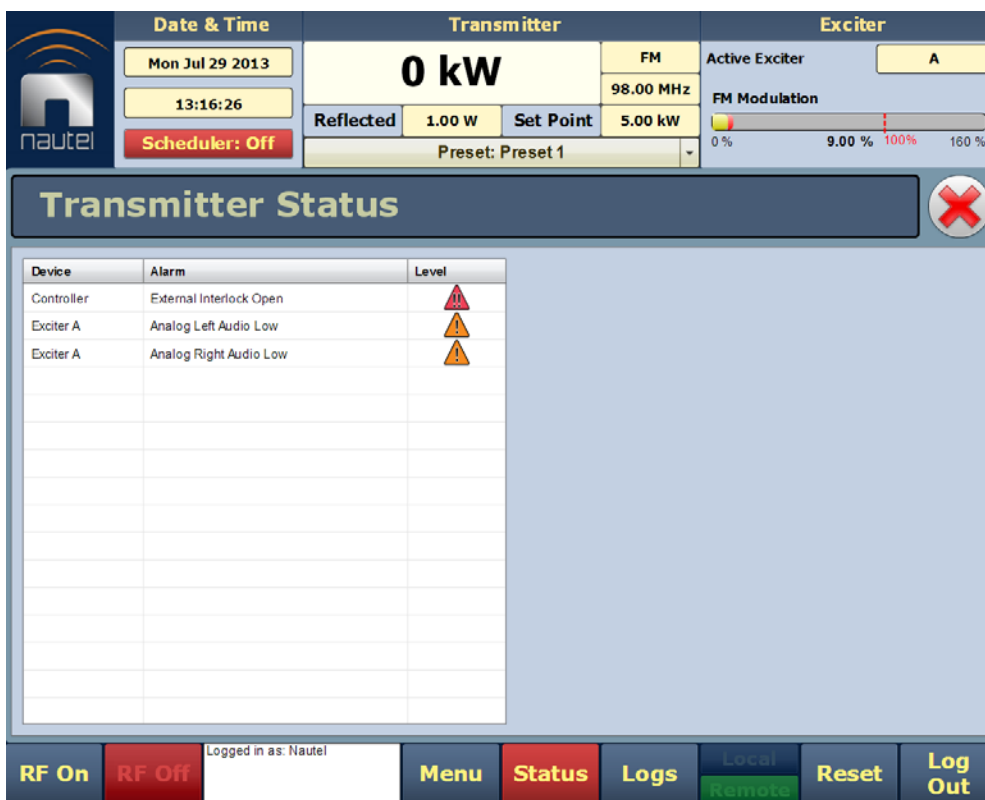 Date & Time
Transmitter
Exciter
Mon Jul 29 2013
0 kW
FM
Active Exciter
A
98.00 MHz
FM Modulation
13:16:26
Reflected
1.00 W
Set Point
5.00 kW
nautel
Scheduler: Off
Preset: Preset 1
0 %
9.00 %
100%
160 %
Transmitter Status
Device
Alarm
Level
Controller
External Interlock Open
Exciter A
Analog Left Audio Low
Exciter A
Analog Right Audio Low
RF On
RF Off
Logged in as: Nautel
Menu
Status
Logs
Local
Remote
Reset
Log
Out